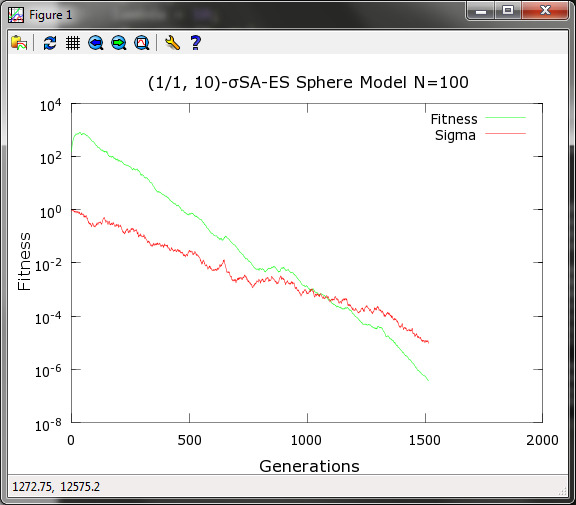 Figure 1
(1/1, 10)-σSA-ES Sphere Model N=100
Fitness
Sigma
10^4
10^2
10^0
10^-2
10^-4
10^-6
10^-8
Fitness
0 500 1000 1500 2000
Generations
1272.75, 12575.2